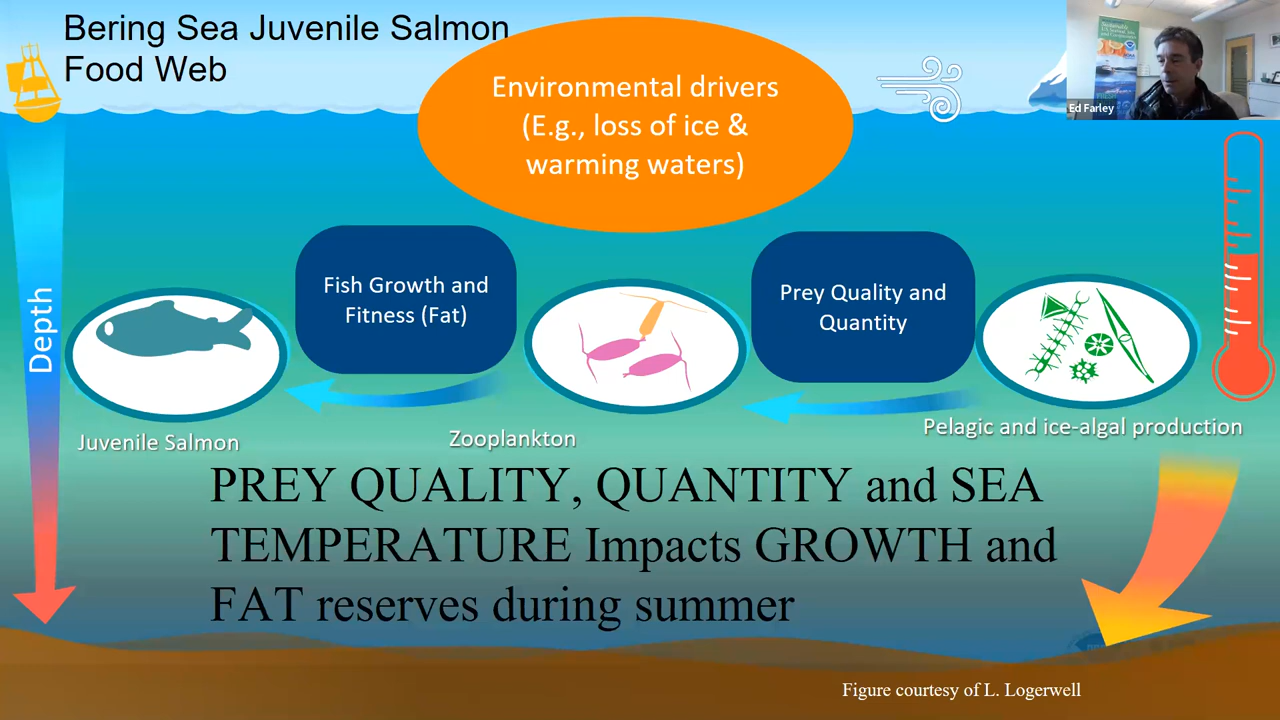 Bering Sea Juvenile Salmon
Food Web
Environmental drivers
(E.g., loss of ice &
warming waters)
Ed Farley
Depth
Fish Growth and
Fitness (Fat)
Prey Quality and
Quantity
Juvenile Salmon
Zooplankton
Pelagic and ice-algal production
PREY QUALITY, QUANTITY and SEA
TEMPERATURE Impacts GROWTH and
FAT reserves during summer
Figure courtesy of L. Logerwell